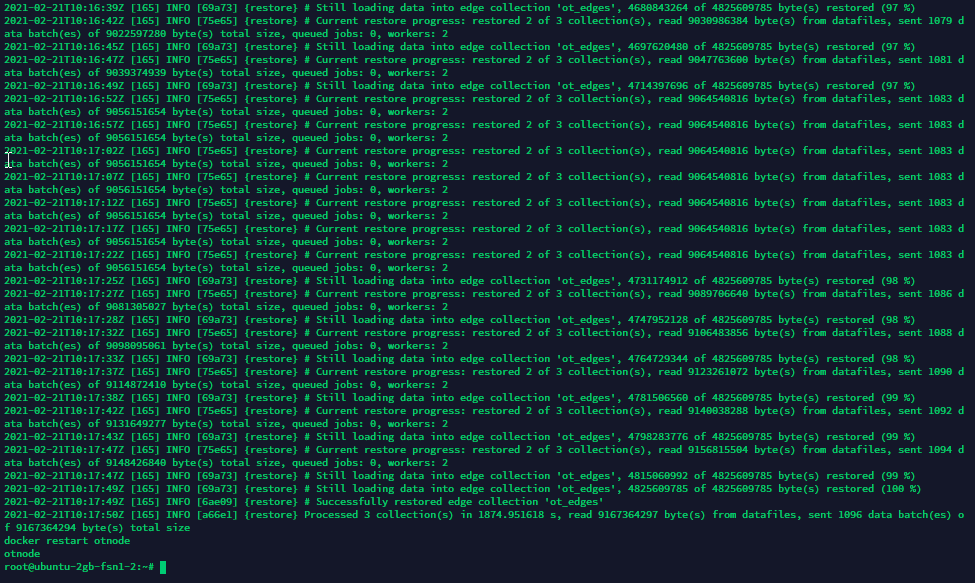 2021-02-21T10:16:39Z [165] INFO [69a73] {restore} # Still loading data into edge collection 'ot_edges', 4680843264 of 4825609785 byte(s) restored (97 %)
2021-02-21T10:16:42Z [165] INFO [75e65] {restore} # Current restore progress: restored 2 of 3 collection(s), read 9030986384 byte(s) from datafiles, sent 1079 d
ata batch(es) of 9022597280 byte(s) total size, queued jobs: 0, workers: 2
2021-02-21T10:16:45Z [165] INFO [69a73] {restore} # Still loading data into edge collection 'ot_edges', 4697620480 of 4825609785 byte(s) restored (97 %)
2021-02-21T10:16:47Z [165] INFO [75e65] {restore} # Current restore progress: restored 2 of 3 collection(s), read 9047763600 byte(s) from datafiles, sent 1081 d
ata batch(es) of 9039374939 byte(s) total size, queued jobs: 0, workers: 2
2021-02-21T10:16:49Z [165] INFO [69a73] {restore} # Still loading data into edge collection 'ot_edges', 4714397696 of 4825609785 byte(s) restored (97 %)
2021-02-21T10:16:52Z [165] INFO [75e65] {restore} # Current restore progress: restored 2 of 3 collection(s), read 9064540816 byte(s) from datafiles, sent 1083 d
ata batch(es) of 9056151654 byte(s) total size, queued jobs: 0, workers: 2
2021-02-21T10:16:57Z [165] INFO [75e65] {restore} # Current restore progress: restored 2 of 3 collection(s), read 9064540816 byte(s) from datafiles, sent 1083 d
ata batch(es) of 9056151654 byte(s) total size, queued jobs: 0, workers: 2
2021-02-21T10:17:02Z [165] INFO [75e65] {restore} # Current restore progress: restored 2 of 3 collection(s), read 9064540816 byte(s) from datafiles, sent 1083 d
ata batch(es) of 9056151654 byte(s) total size, queued jobs: 0, workers: 2
2021-02-21T10:17:07Z [165] INFO [75e65] {restore} # Current restore progress: restored 2 of 3 collection(s), read 9064540816 byte(s) from datafiles, sent 1083 d
ata batch(es) of 9056151654 byte(s) total size, queued jobs: 0, workers: 2
2021-02-21T10:17:12Z [165] INFO [75e65] {restore} # Current restore progress: restored 2 of 3 collection(s), read 9064540816 byte(s) from datafiles, sent 1083 d
ata batch(es) of 9056151654 byte(s) total size, queued jobs: 0, workers: 2
2021-02-21T10:17:17Z [165] INFO [75e65] {restore} # Current restore progress: restored 2 of 3 collection(s), read 9064540816 byte(s) from datafiles, sent 1083 d
ata batch(es) of 9056151654 byte(s) total size, queued jobs: 0, workers: 2
2021-02-21T10:17:22Z [165] INFO [75e65] {restore} # Current restore progress: restored 2 of 3 collection(s), read 9064540816 byte(s) from datafiles, sent 1083 d
ata batch(es) of 9056151654 byte(s) total size, queued jobs: 0, workers: 2
2021-02-21T10:17:25Z [165] INFO [69a73] {restore} # Still loading data into edge collection 'ot_edges', 4731174912 of 4825609785 byte(s) restored (98 %)
2021-02-21T10:17:27Z [165] INFO [75e65] {restore} # Current restore progress: restored 2 of 3 collection(s), read 9089706640 byte(s) from datafiles, sent 1086 d
ata batch(es) of 9081305027 byte(s) total size, queued jobs: 0, workers: 2
2021-02-21T10:17:28Z [165] INFO [69a73] {restore} # Still loading data into edge collection 'ot_edges', 4747952128 of 4825609785 byte(s) restored (98 %)
2021-02-21T10:17:32Z [165] INFO [75e65] {restore} # Current restore progress: restored 2 of 3 collection(s), read 9106483856 byte(s) from datafiles, sent 1088 d
ata batch(es) of 9098095061 byte(s) total size, queued jobs: 0, workers: 2
2021-02-21T10:17:33Z [165] INFO [69a73] {restore} # Still loading data into edge collection 'ot_edges', 4764729344 of 4825609785 byte(s) restored (98 %)
2021-02-21T10:17:37Z [165] INFO [75e65] {restore} # Current restore progress: restored 2 of 3 collection(s), read 9123261072 byte(s) from datafiles, sent 1090 d
ata batch(es) of 9114872410 byte(s) total size, queued jobs: 0, workers: 2
2021-02-21T10:17:38Z [165] INFO [69a73] {restore} # Still loading data into edge collection 'ot_edges', 4781506560 of 4825609785 byte(s) restored (99 %)
2021-02-21T10:17:42Z [165] INFO [75e65] {restore} # Current restore progress: restored 2 of 3 collection(s), read 9140038288 byte(s) from datafiles, sent 1092 d
ata batch(es) of 9131649277 byte(s) total size, queued jobs: 0, workers: 2
2021-02-21T10:17:43Z [165] INFO [69a73] {restore} # Still loading data into edge collection 'ot_edges', 4798283776 of 4825609785 byte(s) restored (99 %)
2021-02-21T10:17:47Z [165] INFO [75e65] {restore} # Current restore progress: restored 2 of 3 collection(s), read 9156815504 byte(s) from datafiles, sent 1094 d
ata batch(es) of 9148426840 byte(s) total size, queued jobs: 0, workers: 2
2021-02-21T10:17:47Z [165] INFO [69a73] {restore} # Still loading data into edge collection 'ot_edges', 4815060992 of 4825609785 byte(s) restored (99 %)
2021-02-21T10:17:49Z [165] INFO [69a73] {restore} # Still loading data into edge collection 'ot_edges', 4825609785 of 4825609785 byte(s) restored (100 %)
2021-02-21T10:17:49Z [165] INFO [6ae09] {restore} # Successfully restored edge collection 'ot_edges'
2021-02-21T10:17:50Z [165] INFO [a66e1] {restore} Processed 3 collection(s) in 1874.951618 s, read 9167364297 byte(s) from datafiles, sent 1096 data batch(es) o
f 9167364294 byte(s) total size
docker restart otnode
otnode
root@ubuntu-2gb-fsn1-2:~#